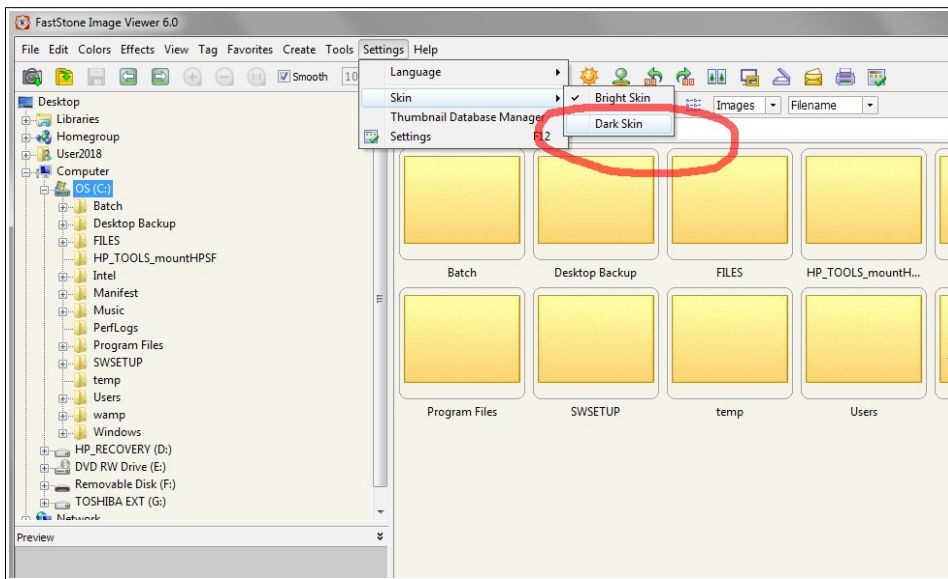 FastStone Image Viewer 6.0
File Edit Colors Effects View Tag Favorites Create Tools Settings Help
Smooth 10
Language
Skin
Thumbnail Database Manager
Settings F12
Bright Skin
Dark Skin
Images Filename
Desktop
Libraries
Homegroup
User2018
Computer
OS (C:)
Batch
Desktop Backup
FILES
HP_TOOLS_mountHPSF
Intel
Manifest
Music
PerfLogs
Program Files
SWSETUP
temp
Users
wamp
Windows
HP_RECOVERY (D:)
DVD RW Drive (E:)
Removable Disk (F:)
TOSHIBA EXT (G:)
Network
Preview
Batch Desktop Backup FILES HP_TOOLS_mountH...
Program Files SWSETUP temp Users